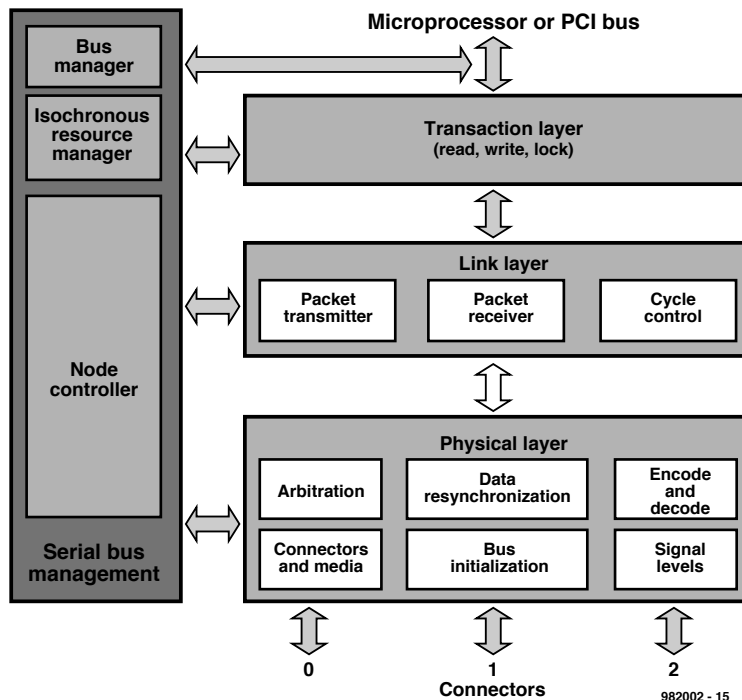 Microprocessor or PCI bus
Bus
manager
Isochronous
resource
manager
Node
controller
Serial bus
management
Transaction layer
(read, write, lock)
Link layer
Packet
transmitter
Packet
receiver
Cycle
control
Physical layer
Arbitration
Data
resynchronization
Encode
and
decode
Connectors
and media
Bus
initialization
Signal
levels
0
1
2
Connectors
982002 - 15